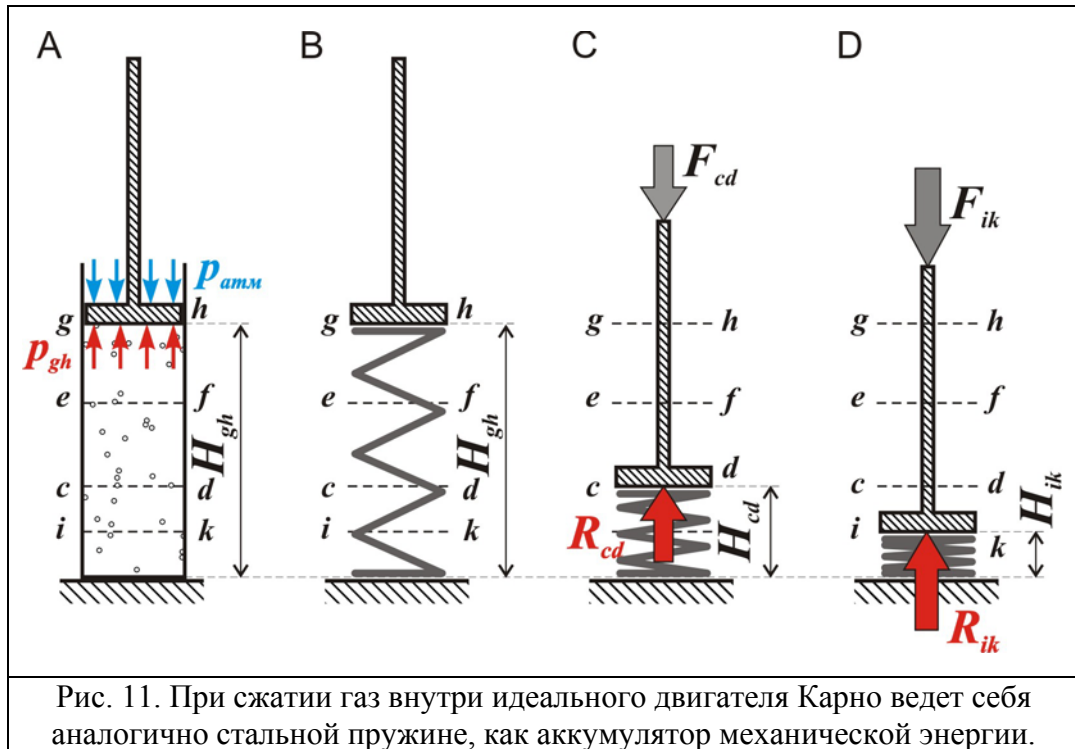 A B C D
F_cd
F_ik
p_атм
g h g h g h g h
p_gh
e f e f e f e f
H_gh H_gh
c d c d c d c d
H_cd H_ik
i k i k i k
R_cd
R_ik
Рис. 11. При сжатии газ внутри идеального двигателя Карно ведет себя
аналогично стальной пружине, как аккумулятор механической энергии.